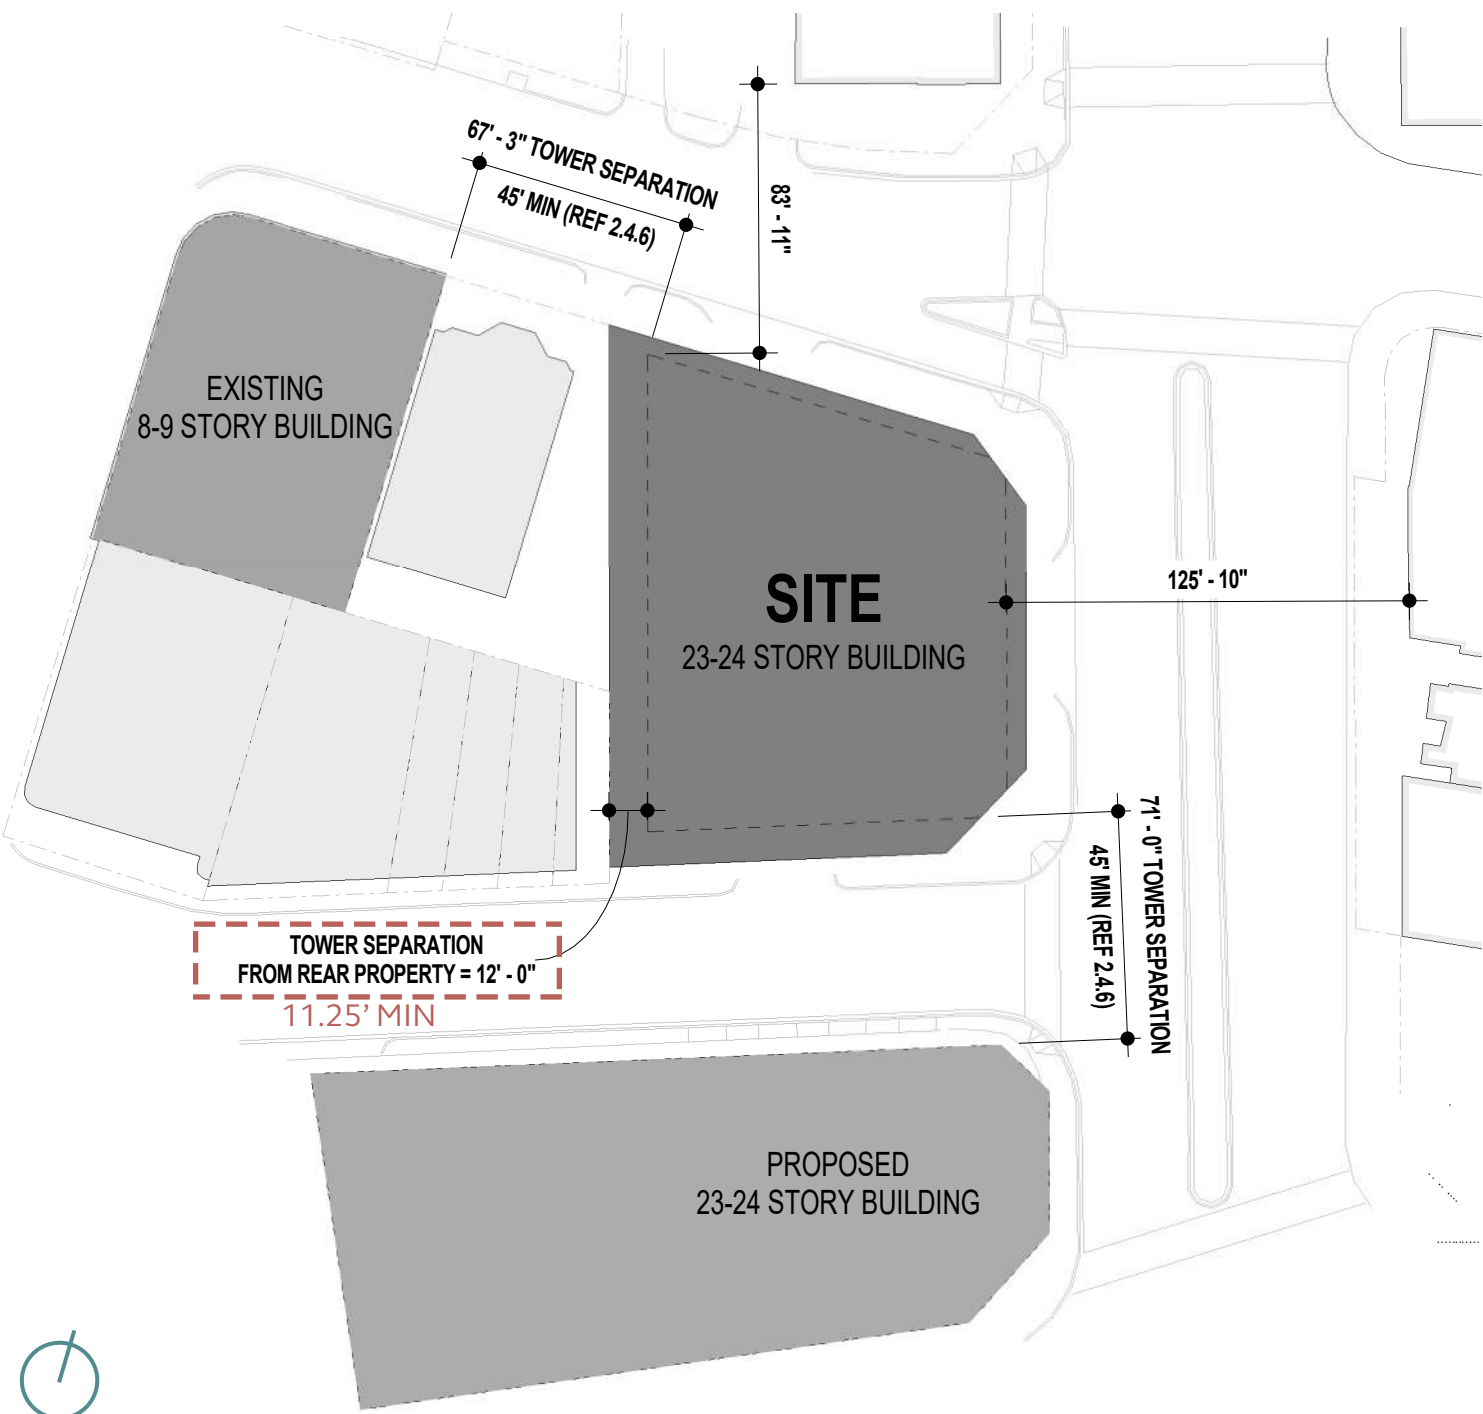 67' - 3" TOWER SEPARATION
45' MIN (REF 2.4.6)
83' - 11"
EXISTING
8-9 STORY BUILDING
SITE
23-24 STORY BUILDING
125' - 10"
71' - 0" TOWER SEPARATION
45' MIN (REF 2.4.6)
TOWER SEPARATION
FROM REAR PROPERTY = 12' - 0"
11.25’ MIN
PROPOSED
23-24 STORY BUILDING